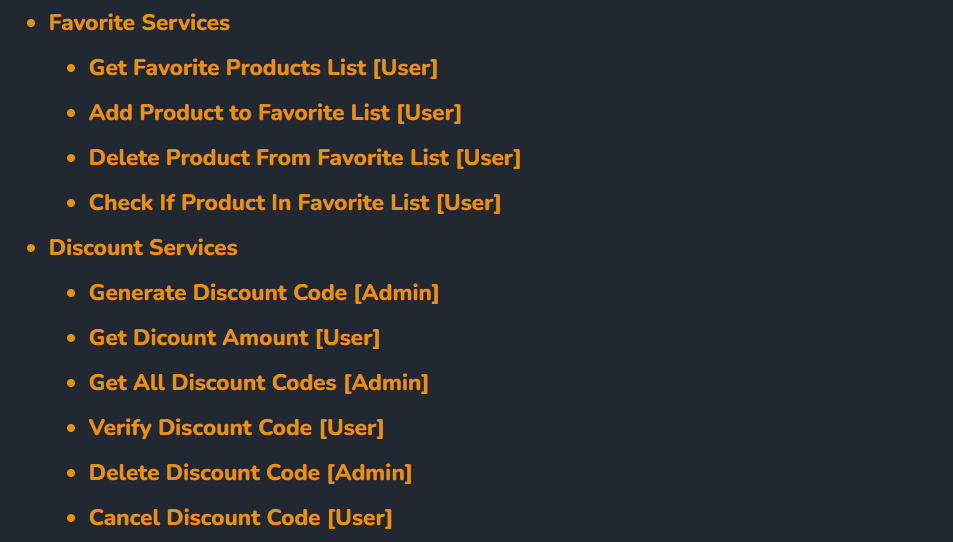 Favorite Services
Get Favorite Products List [User]
Add Product to Favorite List [User]
Delete Product From Favorite List [User]
Check If Product In Favorite List [User]
Discount Services
Generate Discount Code [Admin]
Get Dicount Amount [User]
Get All Discount Codes [Admin]
Verify Discount Code [User]
Delete Discount Code [Admin]
Cancel Discount Code [User]